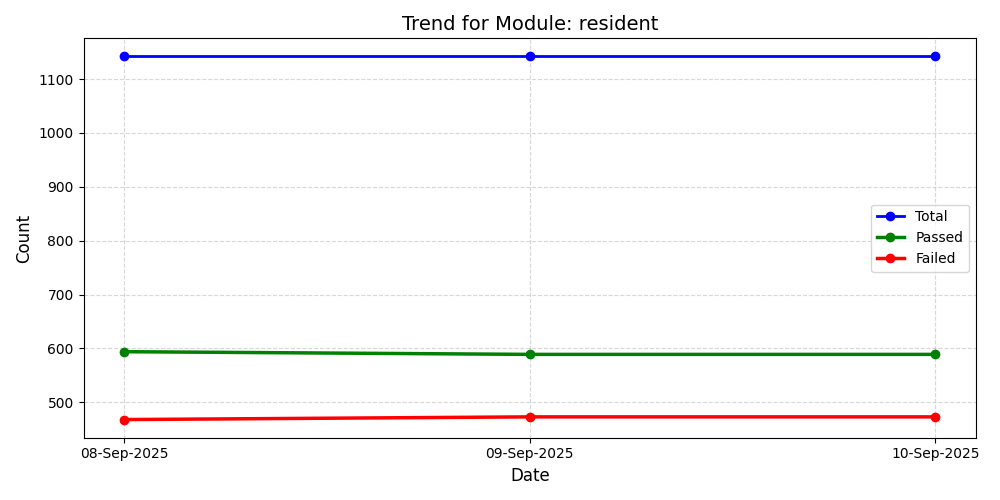 Trend for Module: resident
Count
1100
1000
900
800
700
600
500
Total
Passed
Failed
08-Sep-2025
09-Sep-2025
10-Sep-2025
Date